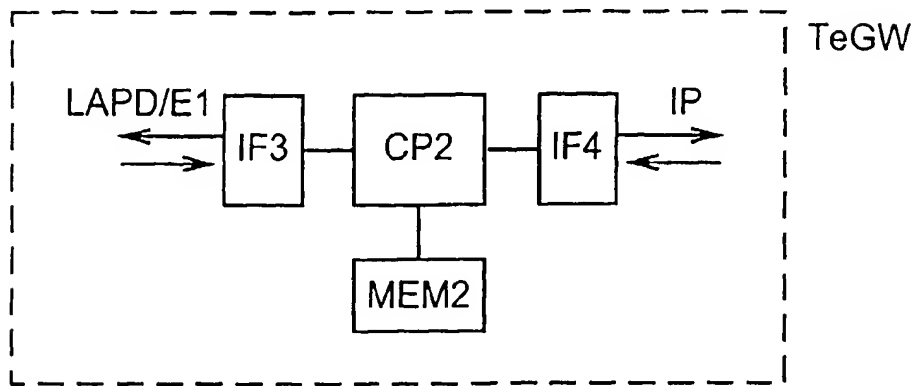 TeGW
LAPD/E1
IP
IF3
CP2
IF4
MEM2